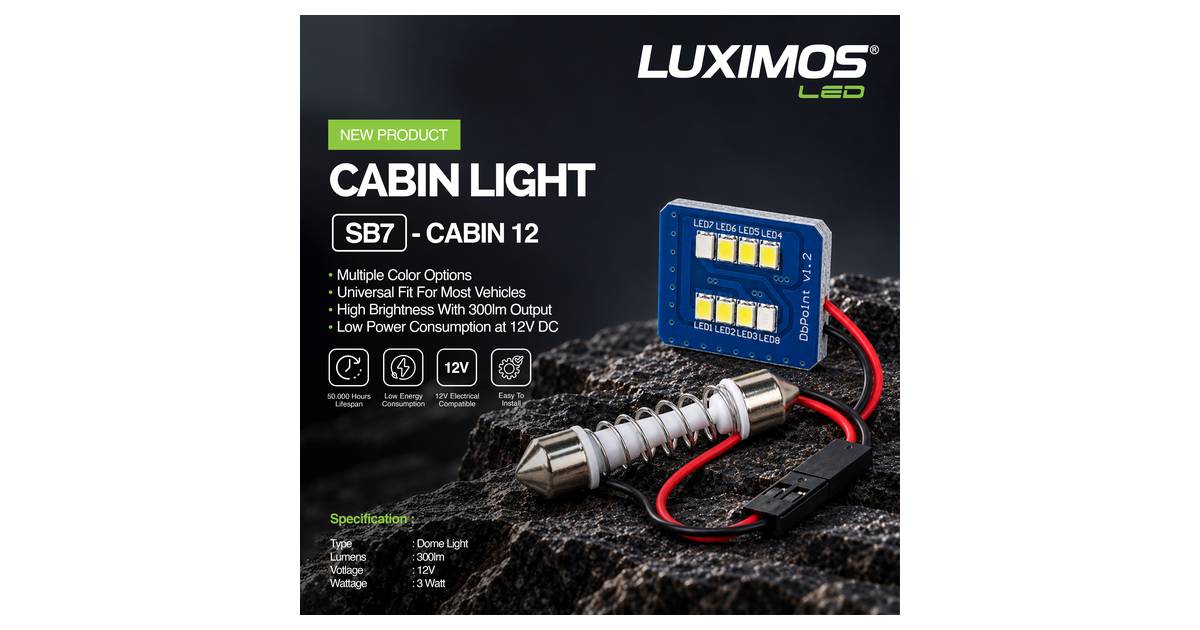 LUXIMOS®
LED
NEW PRODUCT
CABIN LIGHT
SB7 - CABIN 12
• Multiple Color Options
• Universal Fit For Most Vehicles
• High Brightness With 300lm Output
• Low Power Consumption at 12V DC
12V
50.000 Hours Lifespan
Low Energy Consumption
12V Electrical Compatible
Easy To Install
LED7 LED6 LED5 LED4
LED1 LED2 LED3 LED8
DbPoint v1.2
Specification :
Type : Dome Light
Lumens : 300lm
Votlage : 12V
Wattage : 3 Watt